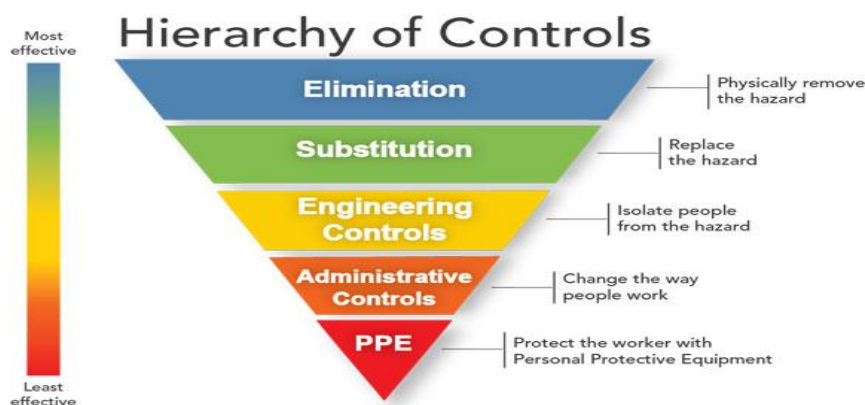 Hierarchy of Controls
Most
effective
Elimination
Physically remove
the hazard
Substitution
Replace
the hazard
Engineering
Controls
Isolate people
from the hazard
Administrative
Controls
Change the way
people work
PPE
Protect the worker with
Personal Protective Equipment
Least
effective